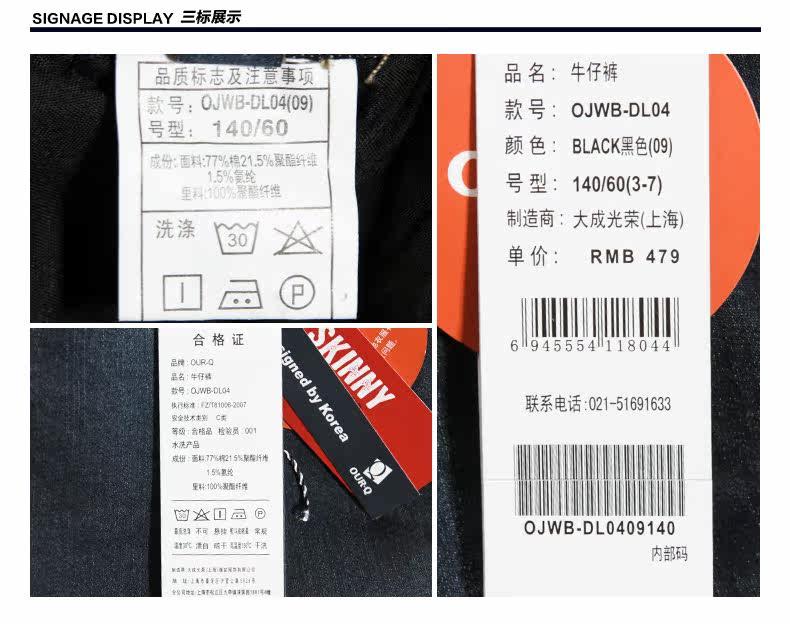 SIGNAGE DISPLAY 三标展示
品质标志及注意事项
款号: OJWB-DL04(09)
号型: 140/60
成份: 面料:77%棉21.5%聚酯纤维
1.5%氨纶
里料:100%聚酯纤维
洗涤
30
P
品名: 牛仔裤
款号: OJWB-DL04
颜色: BLACK黑色(09)
号型: 140/60(3-7)
制造商: 大成光荣(上海)
单价: RMB 479
6 945554 118044
联系电话:021-51691633
OJWB-DL0409140
内部码
合格证
品牌: OUR-Q
品名: 牛仔裤
款号: OJWB-DL04
执行标准: FZ/T81006-2007
安全技术类别 C类
等级: 合格品 检验员: 001
水洗产品
成份: 面料:77%棉21.5%聚酯纤维
1.5%氨纶
里料:100%聚酯纤维
30
P
SKINNY
signed by Korea
OUR-Q